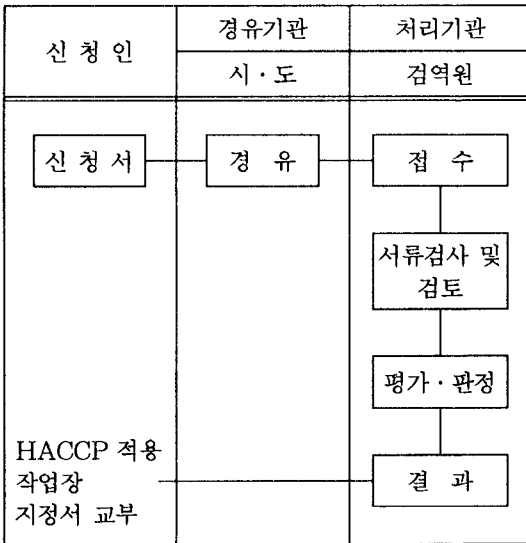 신 청 인
경유기관
처리기관
시 · 도
검역원
신 청 서
경 유
접 수
서류검사 및
검토
평가 · 판정
HACCP 적용
작업장
지정서 교부
결 과